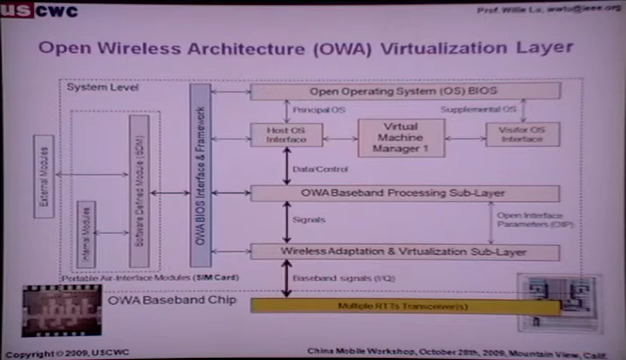 USCWC
Prof. Willie Lu, wwlu@ieee.org
Open Wireless Architecture (OWA) Virtualization Layer
System Level
Open Operating System (OS) BIOS
Principal OS
Supplemental OS
Host OS
Interface
Virtual
Machine
Manager 1
Visitor OS
Interface
Data/Control
OWA Baseband Processing Sub-Layer
Signals
Open Interface
Parameters (OIP)
Wireless Adaptation & Virtualization Sub-Layer
Baseband signals (I/Q)
Multiple RTTs Transceiver(s)
External Modules
Internal Modules
Software Defined Module (SDM)
OWA BIOS Interface & Framework
Portable Air-Interface Modules (SIM Card)
OWA Baseband Chip
Copyright © 2009, USCWC
China Mobile Workshop, October 28th, 2009, Mountain View, Calif.